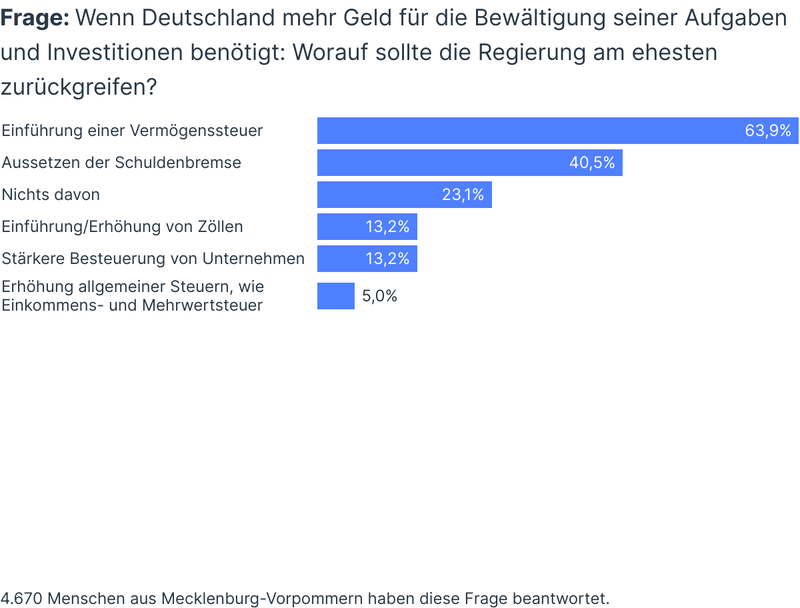 Frage: Wenn Deutschland mehr Geld für die Bewältigung seiner Aufgaben
und Investitionen benötigt: Worauf sollte die Regierung am ehesten
zurückgreifen?
Einführung einer Vermögenssteuer 63,9%
Aussetzen der Schuldenbremse 40,5%
Nichts davon 23,1%
Einführung/Erhöhung von Zöllen 13,2%
Stärkere Besteuerung von Unternehmen 13,2%
Erhöhung allgemeiner Steuern, wie
Einkommens- und Mehrwertsteuer 5,0%
4.670 Menschen aus Mecklenburg-Vorpommern haben diese Frage beantwortet.